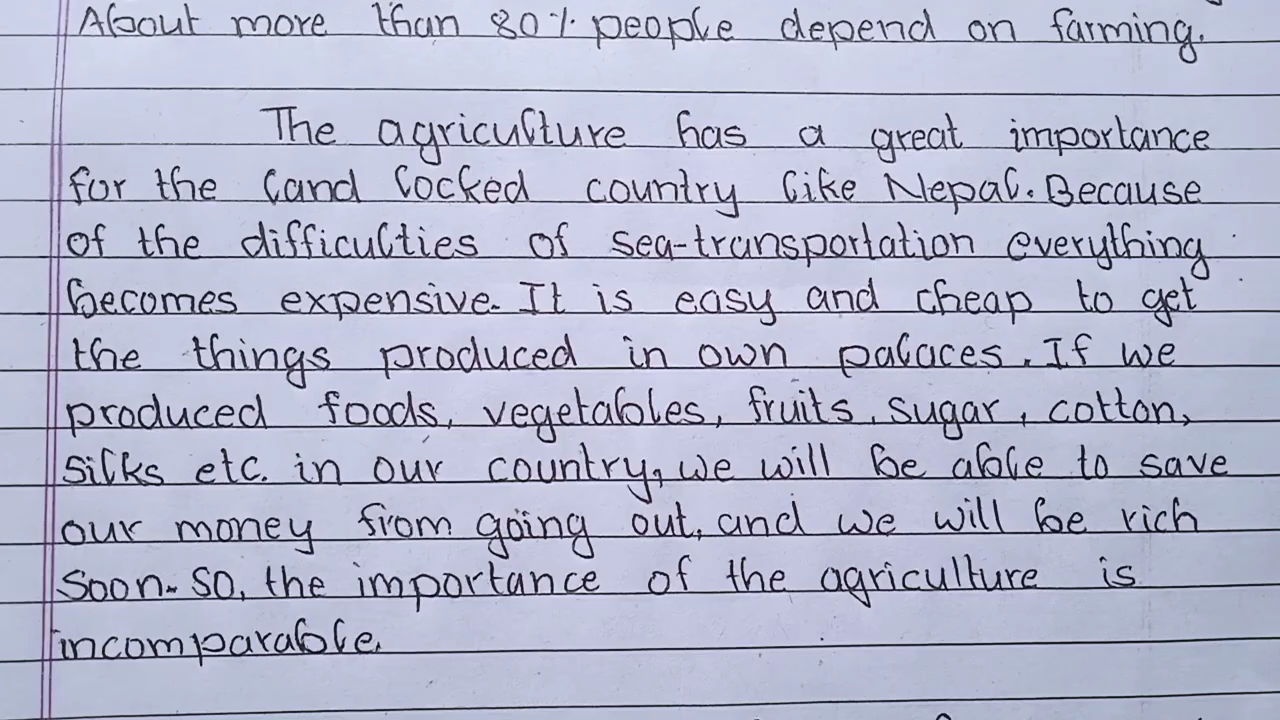 About more than 80% people depend on farming.
The agriculture has a great importance
for the land locked country like Nepal. Because
of the difficulties of sea-transportation everything
becomes expensive. It is easy and cheap to get
the things produced in own palaces. If we
produced foods, vegetables, fruits, sugar, cotton,
silks etc. in our country, we will be able to save
our money from going out, and we will be rich
soon. So, the importance of the agriculture is
incomparable.